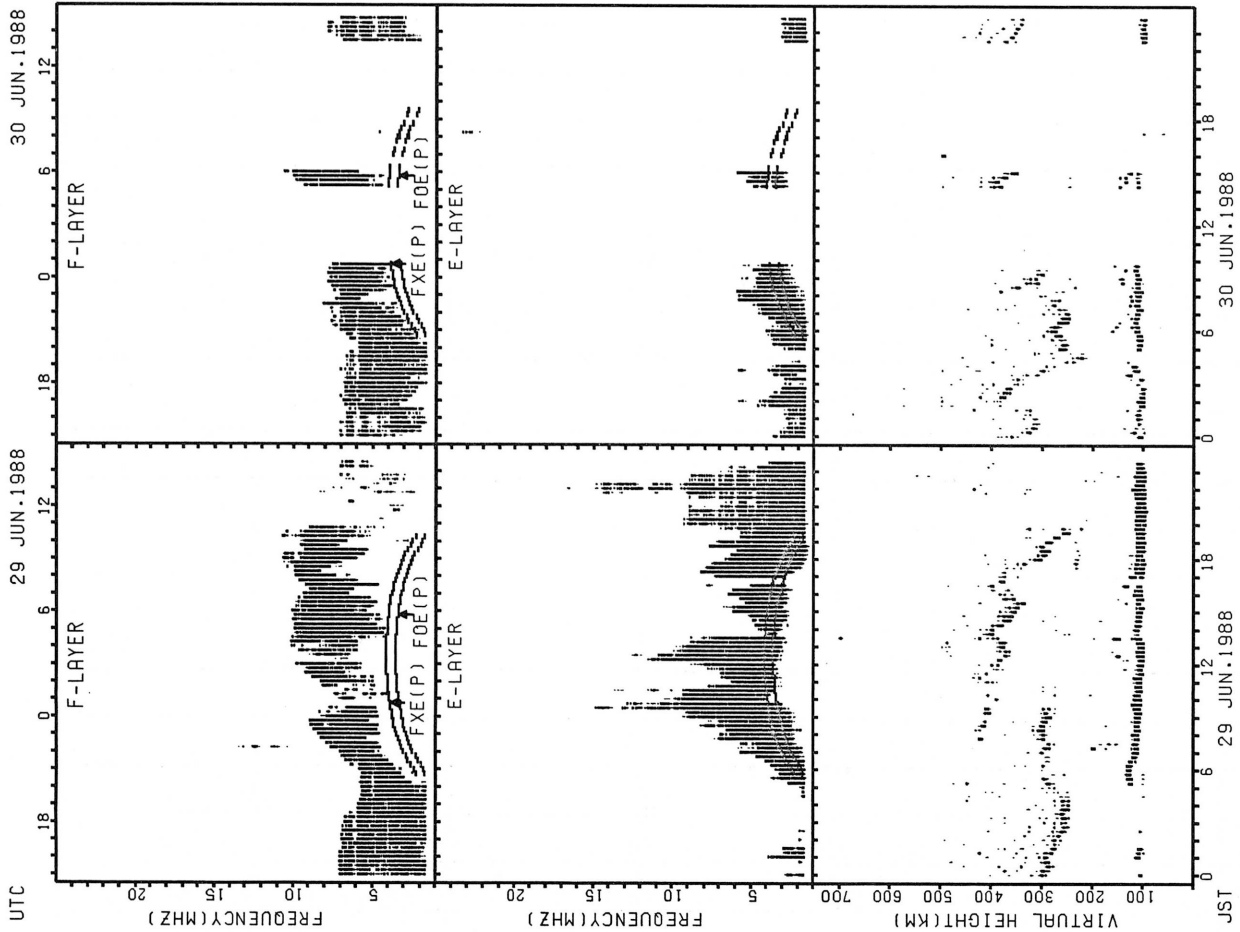 UTC 29 JUN.1988 30 JUN.1988
18 0 6 12 18 0 6 12
F-LAYER F-LAYER
FREQUENCY(MHZ)
20
15
10
5
FXE(P) FOE(P) FXE(P) FOE(P)
E-LAYER E-LAYER
FREQUENCY(MHZ)
20
15
10
5
VIRTUAL HEIGHT(KM)
700
600
500
400
300
200
100
0 6 12 18 0 6 12 18
JST 29 JUN.1988 30 JUN.1988